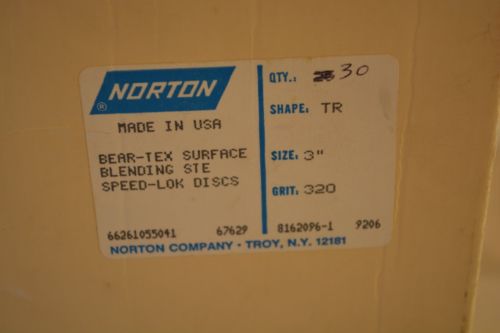 NORTON
®
MADE IN USA
BEAR-TEX SURFACE
BLENDING STE
SPEED-LOK DISCS
66261055041 67629
QTY.: 25 30
SHAPE: TR
SIZE: 3"
GRIT: 320
8162096-1 9206
NORTON COMPANY · TROY, N.Y. 12181